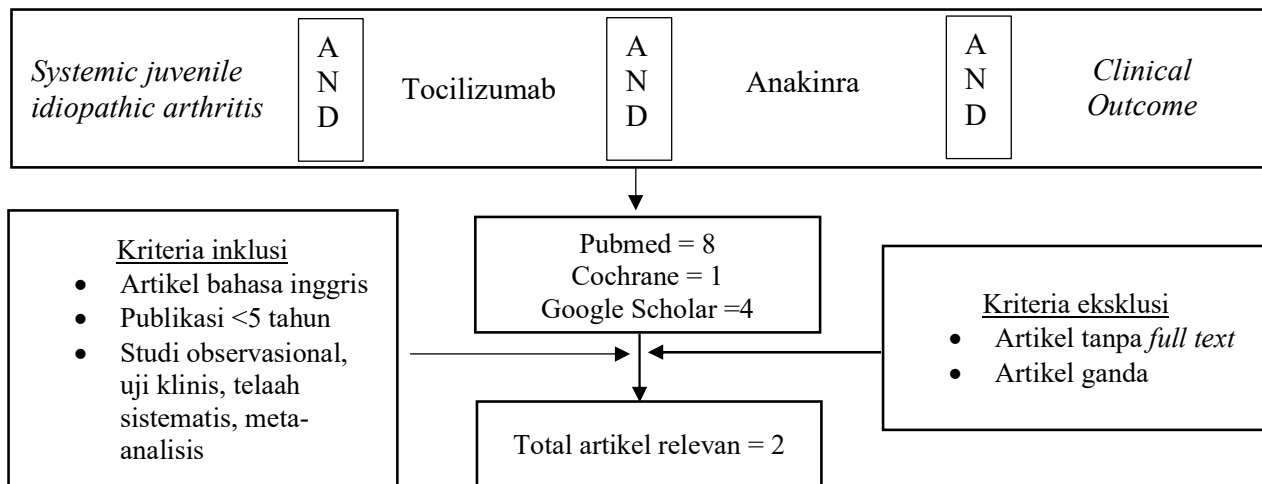 Systemic juvenile
idiopathic arthritis
A
N
D
Tocilizumab
A
N
D
Anakinra
A
N
D
Clinical
Outcome
Pubmed = 8
Cochrane = 1
Google Scholar =4
Kriteria inklusi
• Artikel bahasa inggris
• Publikasi <5 tahun
• Studi observasional,
uji klinis, telaah
sistematis, meta-
analisis
Kriteria eksklusi
• Artikel tanpa full text
• Artikel ganda
Total artikel relevan = 2